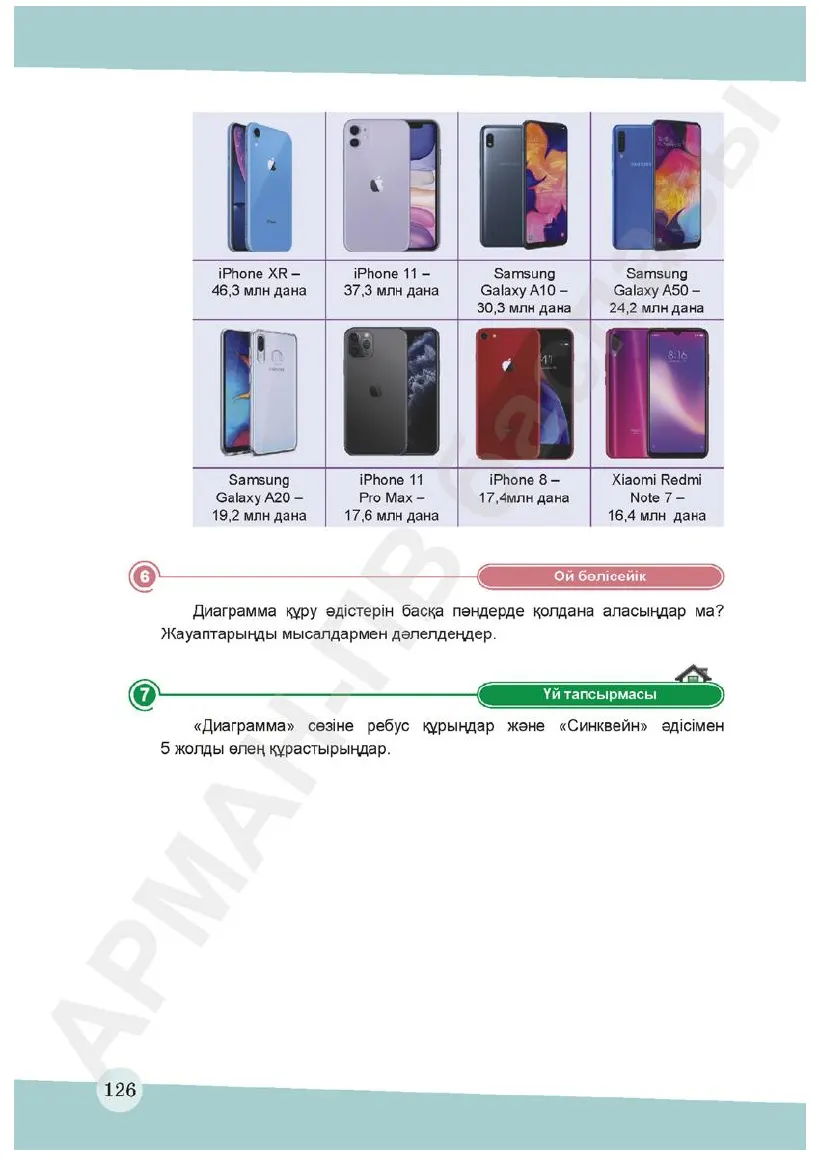 iPhone XR –
46,3 млн дана
iPhone 11 –
37,3 млн дана
Samsung
Galaxy A10 –
30,3 млн дана
Samsung
Galaxy A50 –
24,2 млн дана
Samsung
Galaxy A20 –
19,2 млн дана
iPhone 11
Pro Max –
17,6 млн дана
iPhone 8 –
17,4млн дана
Xiaomi Redmi
Note 7 –
16,4 млн дана
6
Ой бөлісейік
Диаграмма құру әдістерін басқа пәндерде қолдана аласыңдар ма?
Жауаптарыңды мысалдармен дәлелдеңдер.
7
Үй тапсырмасы
«Диаграмма» сөзіне ребус құрыңдар және «Синквейн» әдісімен
5 жолды өлең құрастырыңдар.
126
АРМАН-ПВ баспасы